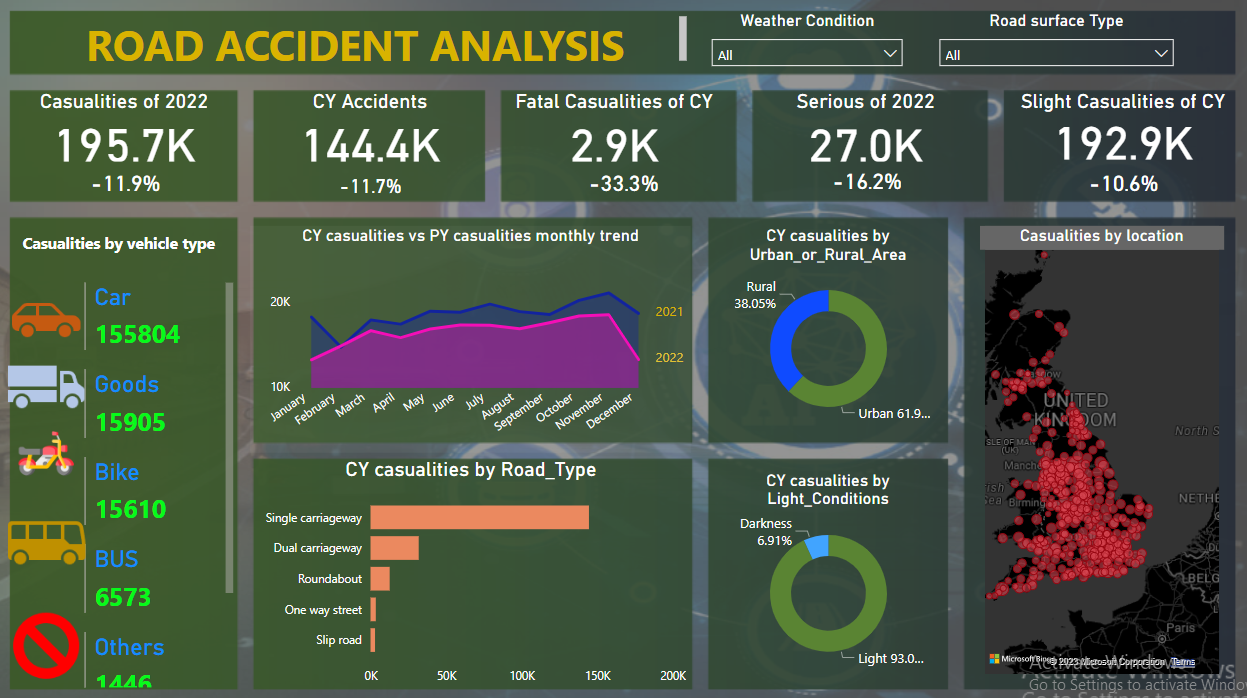 ROAD ACCIDENT ANALYSIS
Weather Condition
All
Road surface Type
All
Casualities of 2022
195.7K
-11.9%
CY Accidents
144.4K
-11.7%
Fatal Casualities of CY
2.9K
-33.3%
Serious of 2022
27.0K
-16.2%
Slight Casualities of CY
192.9K
-10.6%
Casualities by vehicle type
Car
155804
Goods
15905
Bike
15610
BUS
6573
Others
1446
CY casualities vs PY casualities monthly trend
20K
10K
2021
2022
January
February
March
April
May
June
July
August
September
October
November
December
CY casualities by Road_Type
Single carriageway
Dual carriageway
Roundabout
One way street
Slip road
0K
50K
100K
150K
200K
CY casualities by
Urban_or_Rural_Area
Rural
38.05%
Urban 61.9...
CY casualities by
Light_Conditions
Darkness
6.91%
Light 93.0...
Casualities by location
UNITED
KINGDOM
ISLE OF MAN
(UK)
North S
Manche
Birming
NETHE
BELG
Paris
Microsoft Bing
© 2023 Microsoft Corporation
Terms
Activate Windows
Go to Settings to activate Windo